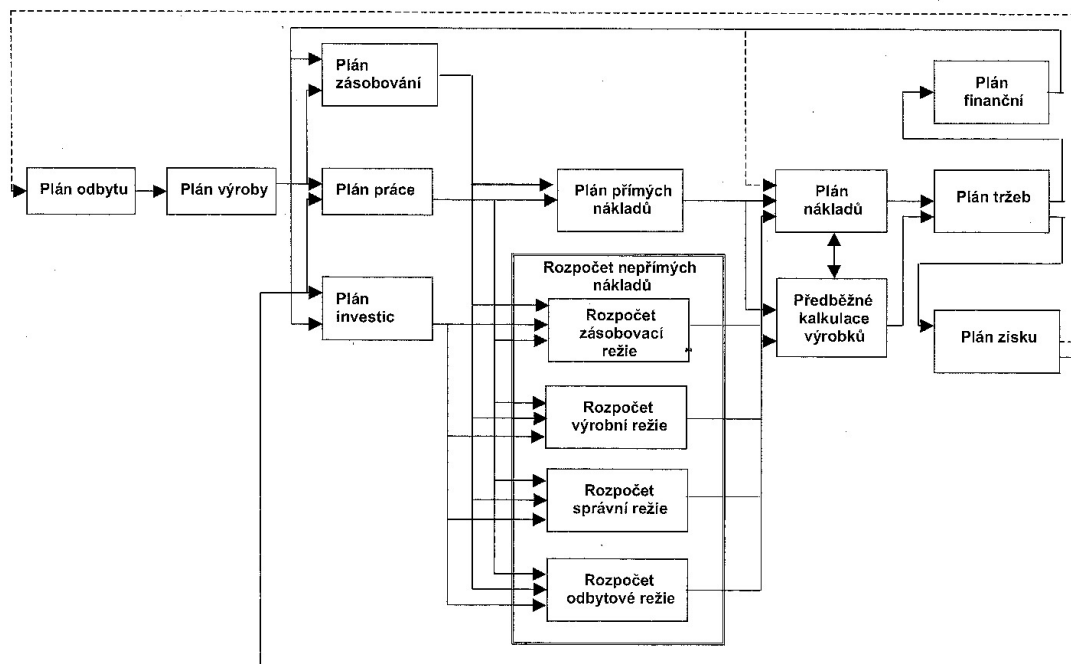 Plán
zásobování
Plán
finanční
Plán odbytu
Plán výroby
Plán práce
Plán přímých
nákladů
Plán
nákladů
Plán tržeb
Rozpočet nepřímých
nákladů
Plán
investic
Rozpočet
zásobovací
režie
Předběžné
kalkulace
výrobků
Plán zisku
Rozpočet
výrobní režie
Rozpočet
správní režie
Rozpočet
odbytové režie